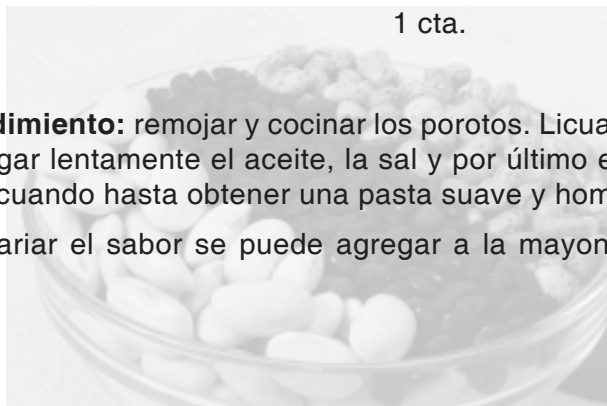 1 cta.
dimiento: remojar y cocinar los porotos. Licua
gar lentamente el aceite, la sal y por último e
cuando hasta obtener una pasta suave y hom
ariar el sabor se puede agregar a la mayon